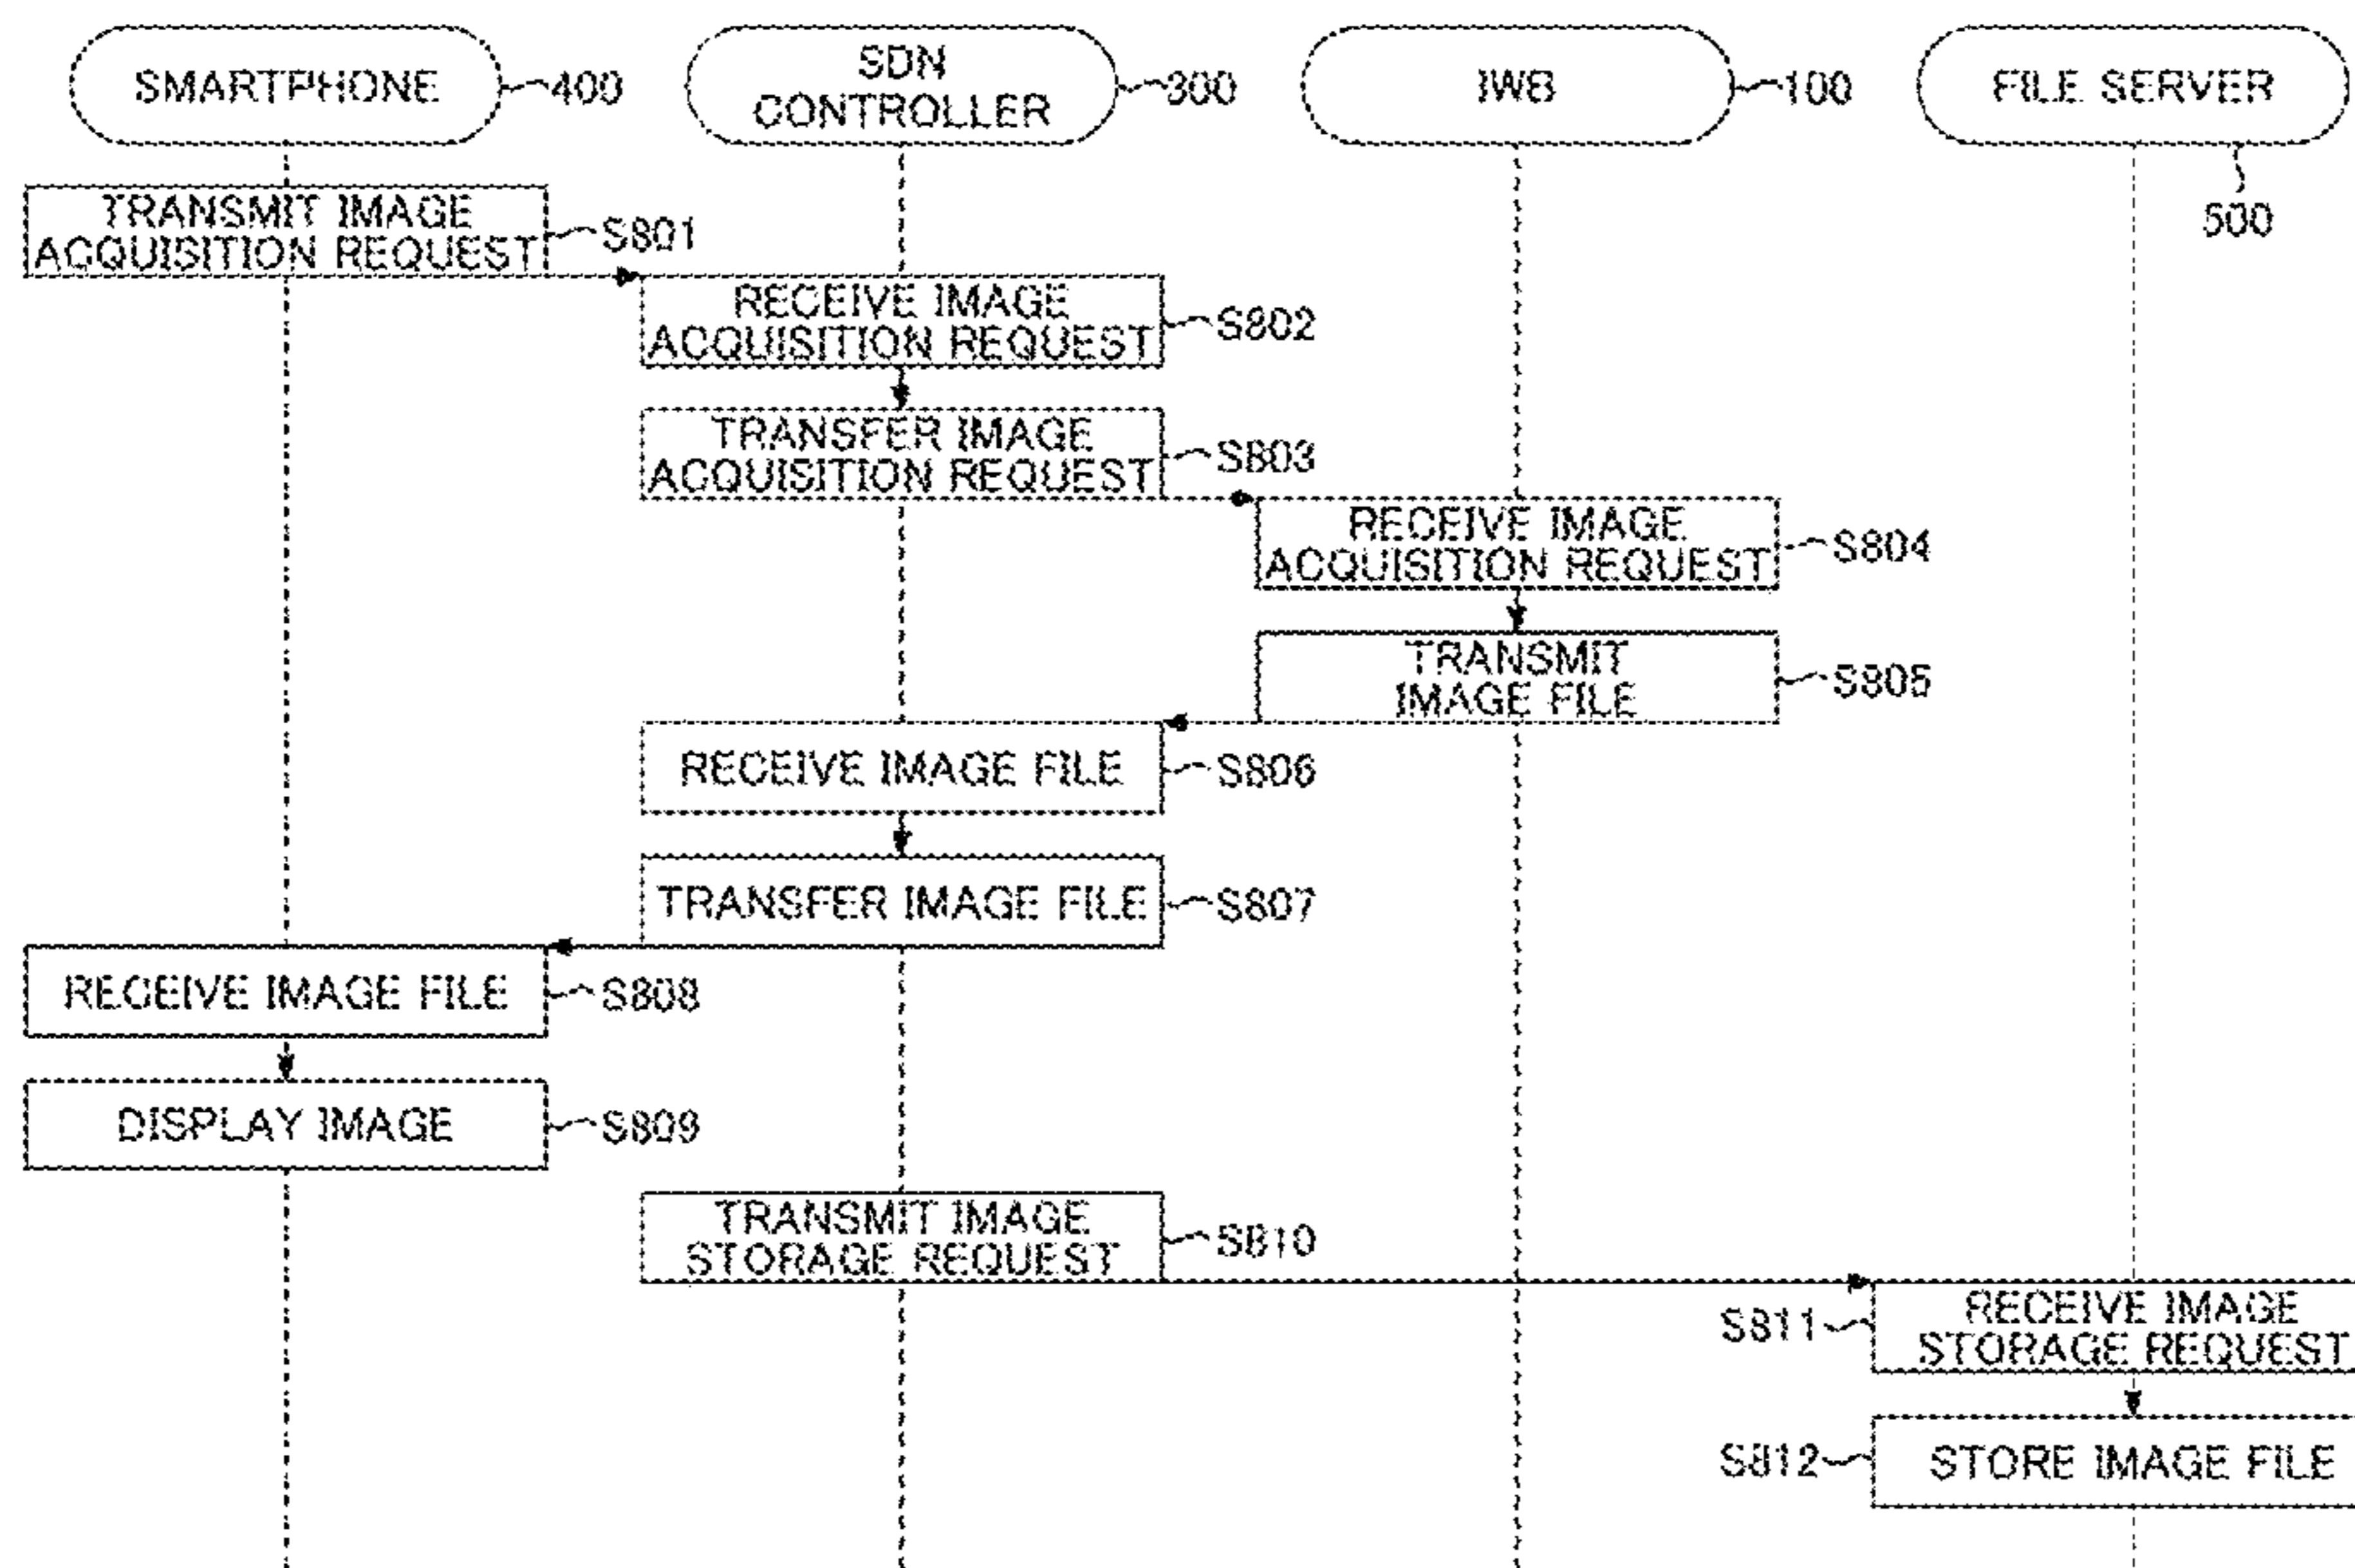 SMARTPHONE
400
SDN
CONTROLLER
300
IWB
100
FILE SERVER
500
TRANSMIT IMAGE
ACQUISITION REQUEST
S801
RECEIVE IMAGE
ACQUISITION REQUEST
S802
TRANSFER IMAGE
ACQUISITION REQUEST
S803
RECEIVE IMAGE
ACQUISITION REQUEST
S804
TRANSMIT
IMAGE FILE
S805
RECEIVE IMAGE FILE
S806
TRANSFER IMAGE FILE
S807
RECEIVE IMAGE FILE
S808
DISPLAY IMAGE
S809
TRANSMIT IMAGE
STORAGE REQUEST
S810
S811
RECEIVE IMAGE
STORAGE REQUEST
S812
STORE IMAGE FILE